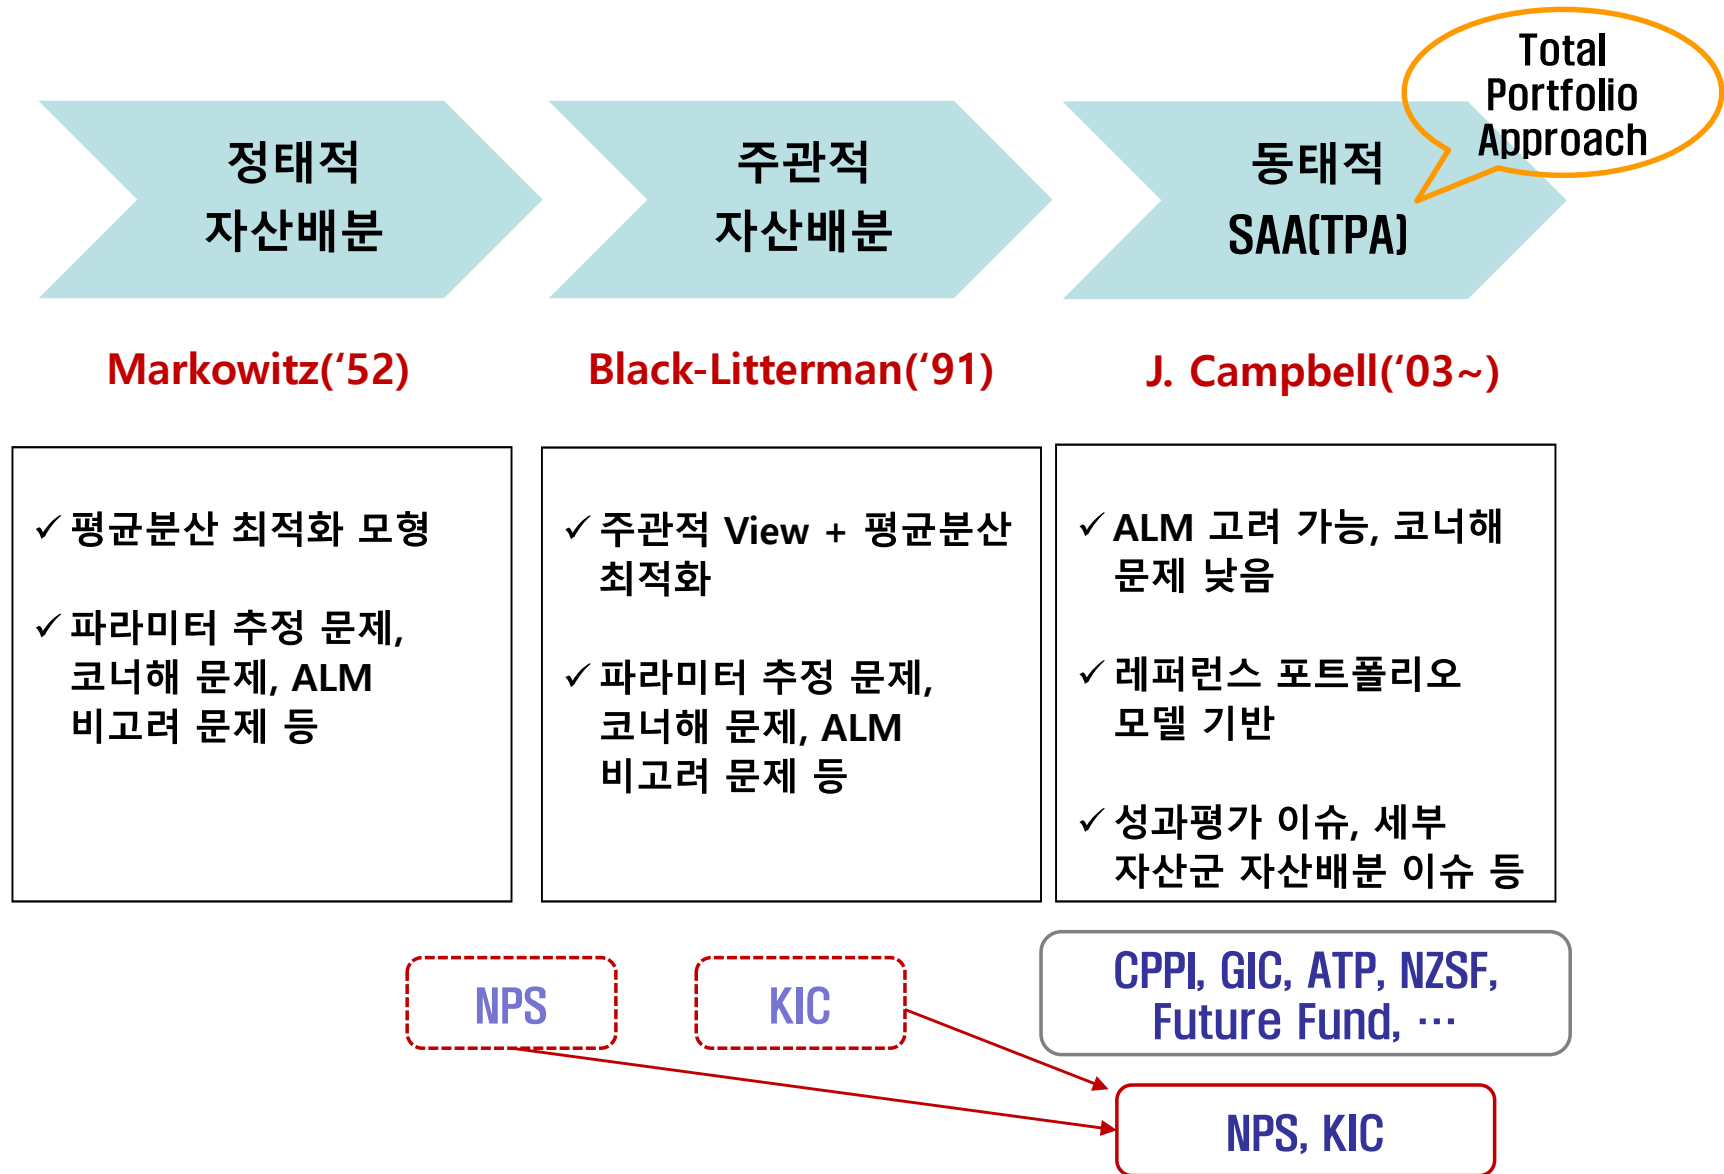 Total
Portfolio
Approach
정태적
자산배분
주관적
자산배분
동태적
SAA(TPA)
Markowitz(‘52)
Black-Litterman(‘91)
J. Campbell(‘03~)
✓ 평균분산 최적화 모형
✓ 파라미터 추정 문제,
코너해 문제, ALM
비고려 문제 등
✓ 주관적 View + 평균분산
최적화
✓ 파라미터 추정 문제,
코너해 문제, ALM
비고려 문제 등
✓ ALM 고려 가능, 코너해
문제 낮음
✓ 레퍼런스 포트폴리오
모델 기반
✓ 성과평가 이슈, 세부
자산군 자산배분 이슈 등
NPS
KIC
CPPI, GIC, ATP, NZSF,
Future Fund, …
NPS, KIC